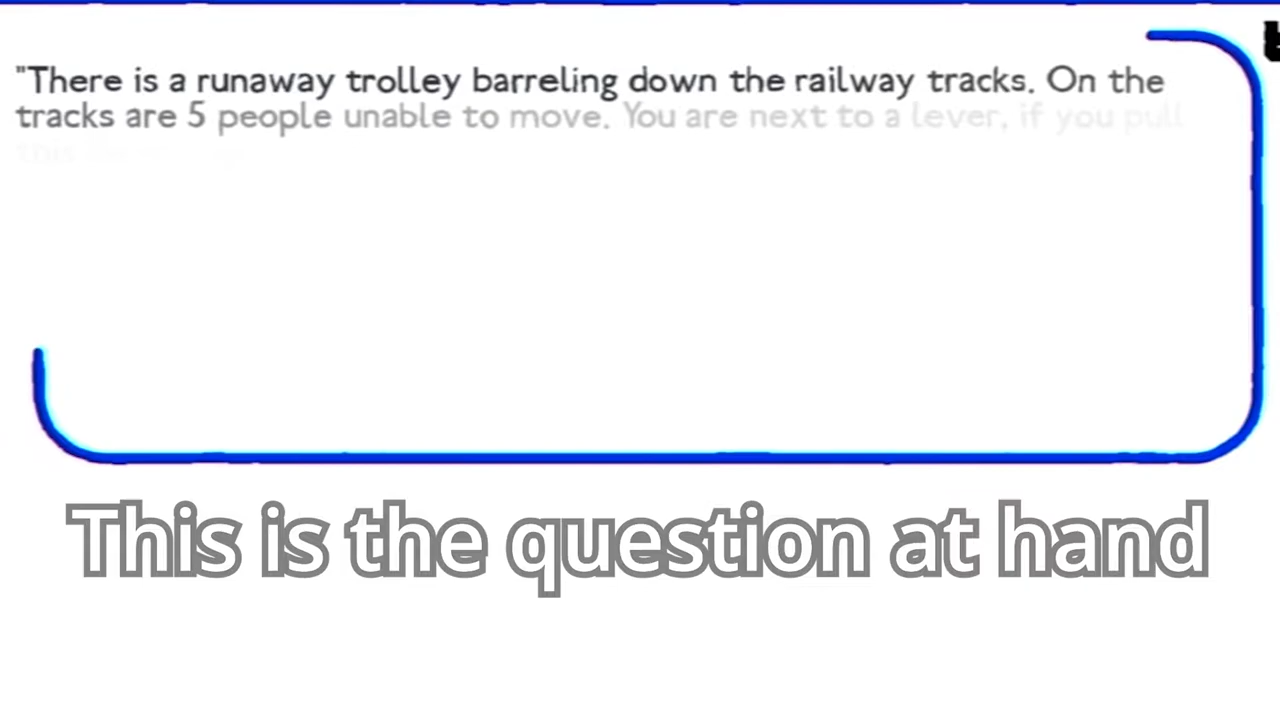 "There is a runaway trolley barreling down the railway tracks. On the
tracks are 5 people unable to move. You are next to a lever, if you pull
this
This is the question at hand